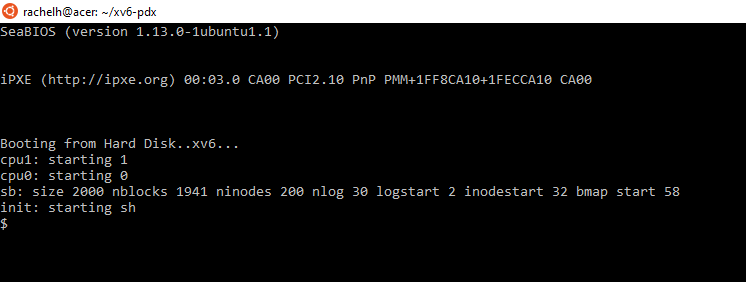 rachelh@acer: ~/xv6-pdx
SeaBIOS (version 1.13.0-1ubuntu1.1)
iPXE (http://ipxe.org) 00:03.0 CA00 PCI2.10 PnP PMM+1FF8CA10+1FECCA10 CA00
Booting from Hard Disk..xv6...
cpu1: starting 1
cpu0: starting 0
sb: size 2000 nblocks 1941 ninodes 200 nlog 30 logstart 2 inodestart 32 bmap start 58
init: starting sh
$